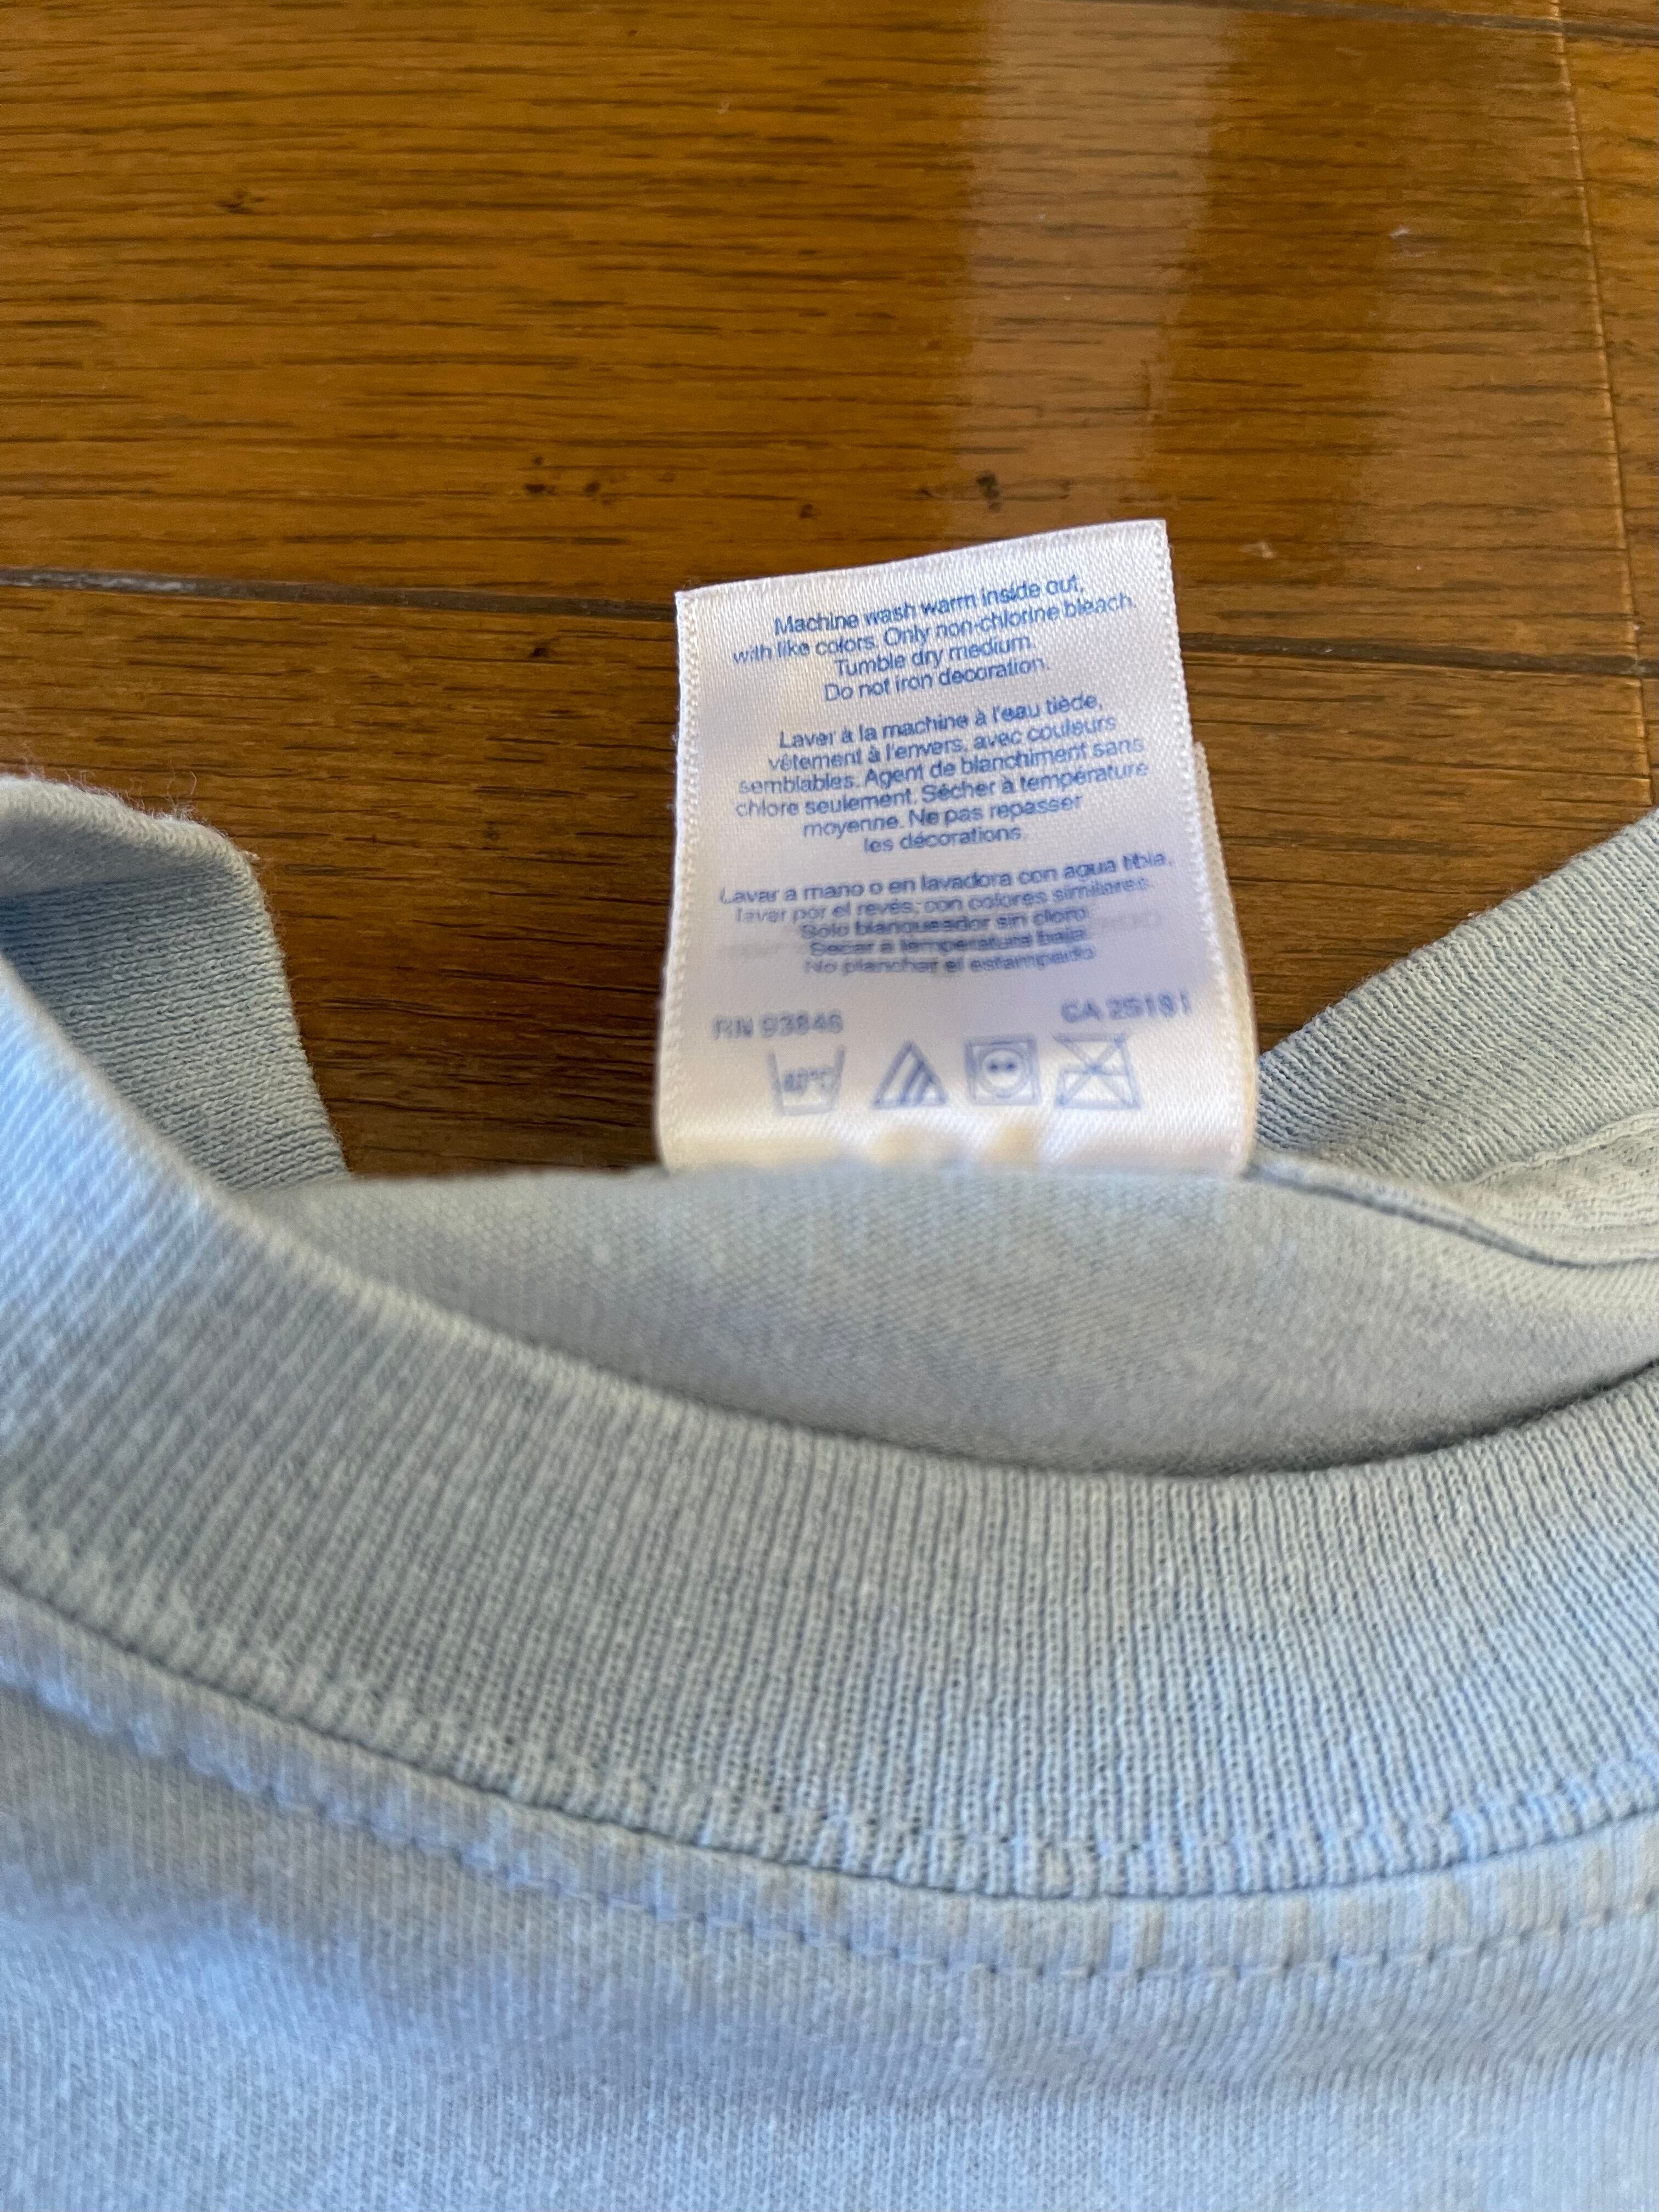 Machine wash warm inside out,
with like colors. Only non-chlorine bleach.
Tumble dry medium.
Do not iron decoration.
Laver à la machine à l'eau tiède,
vêtement à l'envers, avec couleurs
semblables. Agent de blanchiment sans
chlore seulement. Sécher à température
moyenne. Ne pas repasser
les décorations.
Lavar a mano o en lavadora con agua tibia,
lavar por el revés, con colores similares.
Solo blanqueador sin cloro.
Secar a temperatura baja.
No planchar el estampado.
RN 93846
CA 25181
40°C